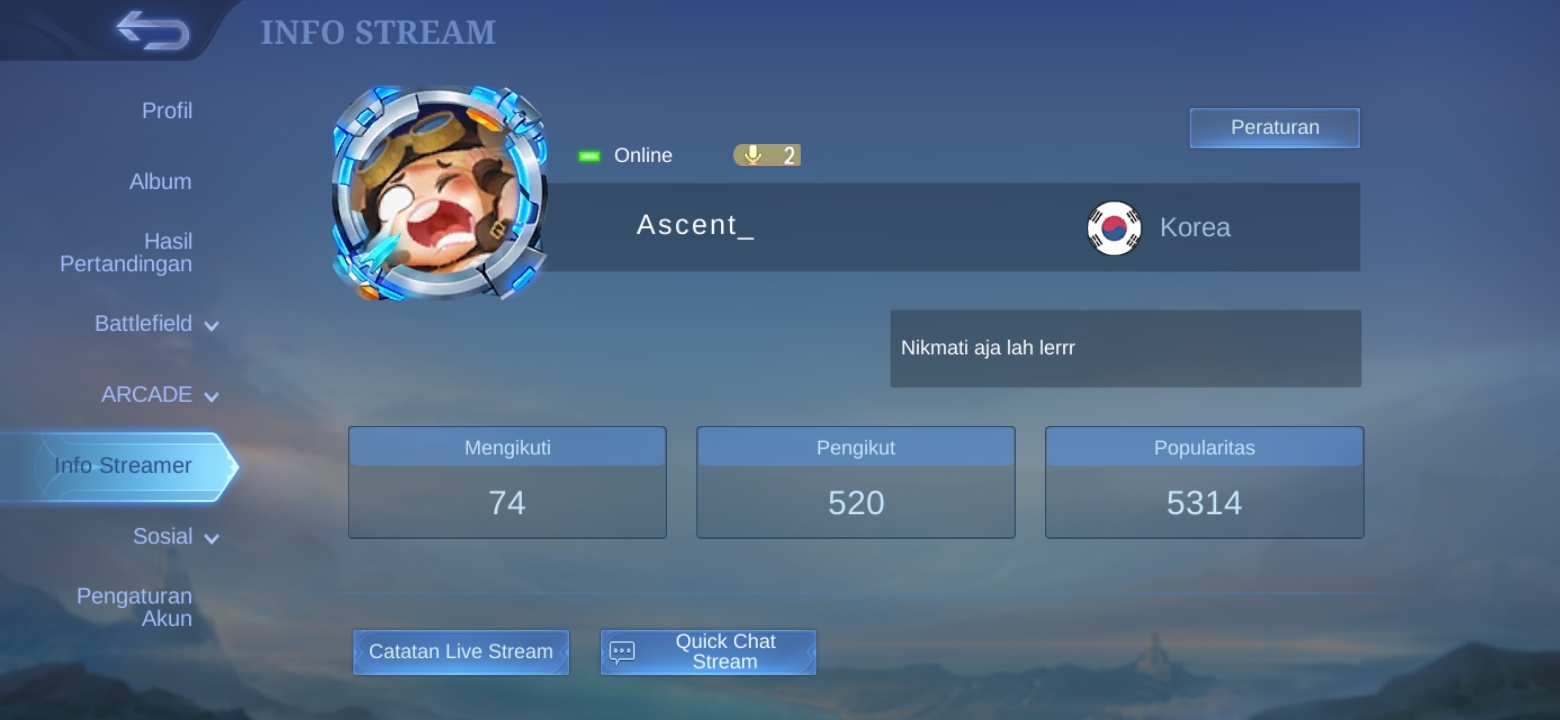 INFO STREAM
Profil
Album
Hasil
Pertandingan
Battlefield
ARCADE
Info Streamer
Sosial
Pengaturan
Akun
Online
2
Peraturan
Ascent_
Korea
Nikmati aja lah lerrr
Mengikuti
74
Pengikut
520
Popularitas
5314
Catatan Live Stream
Quick Chat
Stream